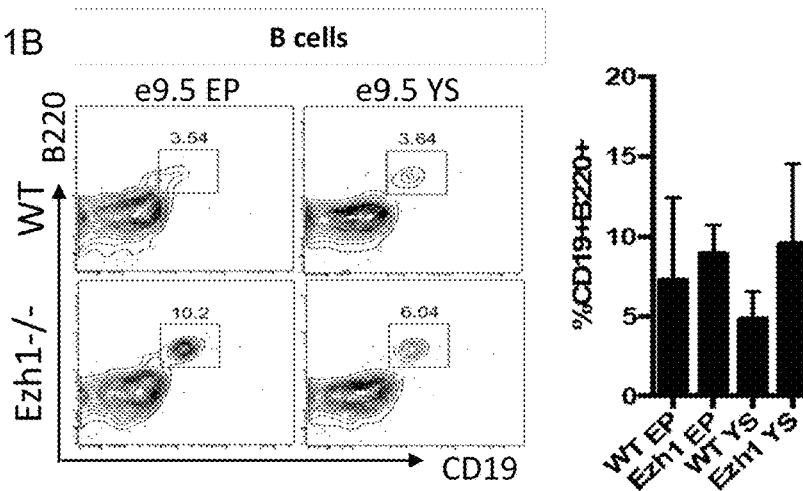 1B
B cells
e9.5 EP
e9.5 YS
B220
WT
Ezh1-/-
3.54
3.64
10.2
6.04
CD19
%CD19+B220+
20
15
10
5
0
WT EP
Ezh1 EP
WT YS
Ezh1 YS